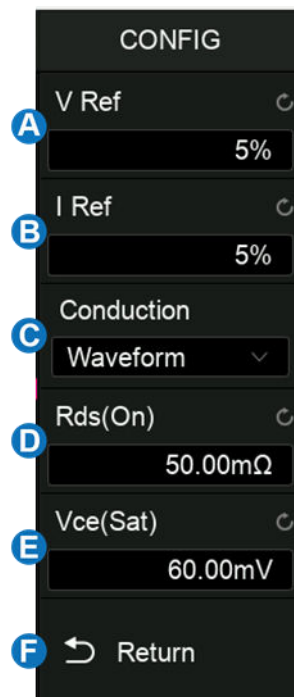 CONFIG
A
V Ref
5%
B
I Ref
5%
C
Conduction
Waveform
D
Rds(On)
50.00mΩ
E
Vce(Sat)
60.00mV
F
Return